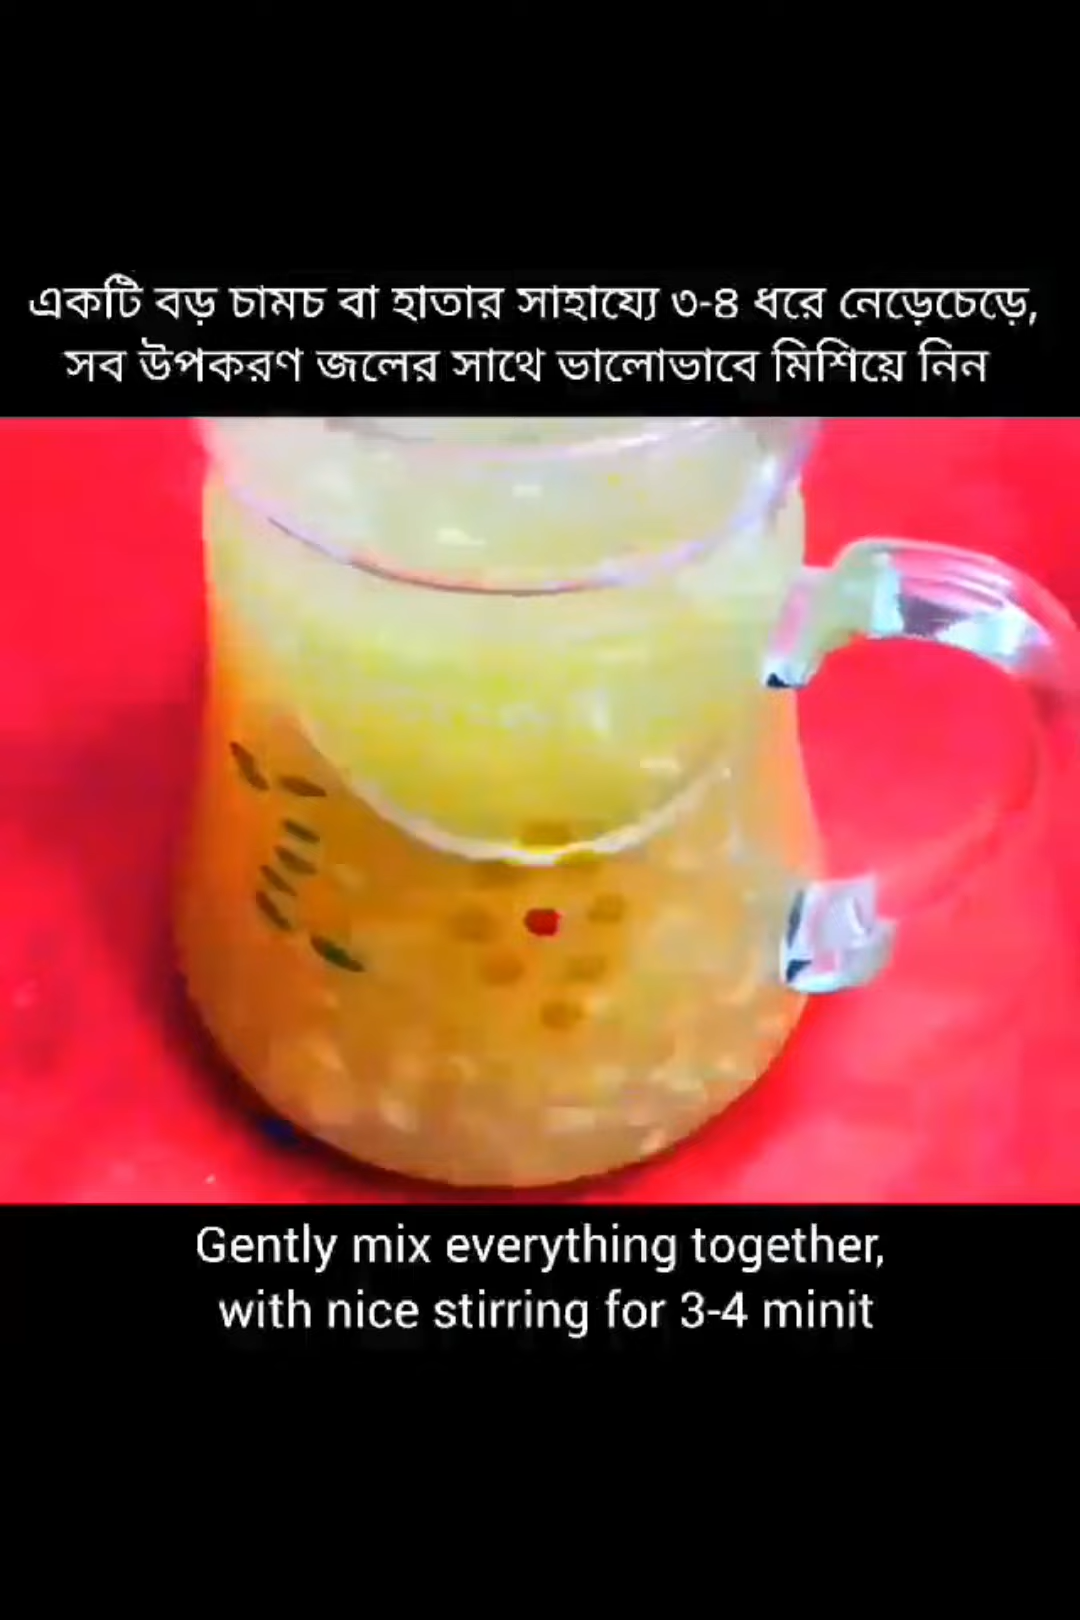 একটি বড় চামচ বা হাতার সাহায্যে ৩-৪ ধরে নেড়েচেড়ে,
সব উপকরণ জলের সাথে ভালোভাবে মিশিয়ে নিন
Gently mix everything together,
with nice stirring for 3-4 minit